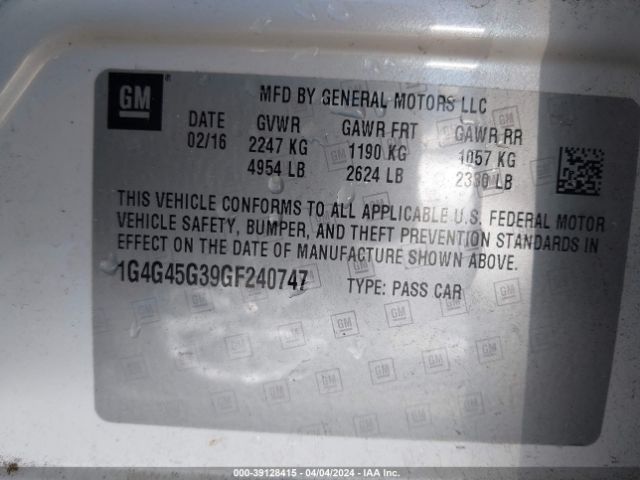 GM ®
MFD BY GENERAL MOTORS LLC
DATE GVWR GAWR FRT GAWR RR
02/16 2247 KG 1190 KG 1057 KG
4954 LB 2624 LB 2330 LB
THIS VEHICLE CONFORMS TO ALL APPLICABLE U.S. FEDERAL MOTOR
VEHICLE SAFETY, BUMPER, AND THEFT PREVENTION STANDARDS IN
EFFECT ON THE DATE OF MANUFACTURE SHOWN ABOVE.
1G4G45G39GF240747 TYPE: PASS CAR
000-39128415 - 04/04/2024 - IAA Inc.